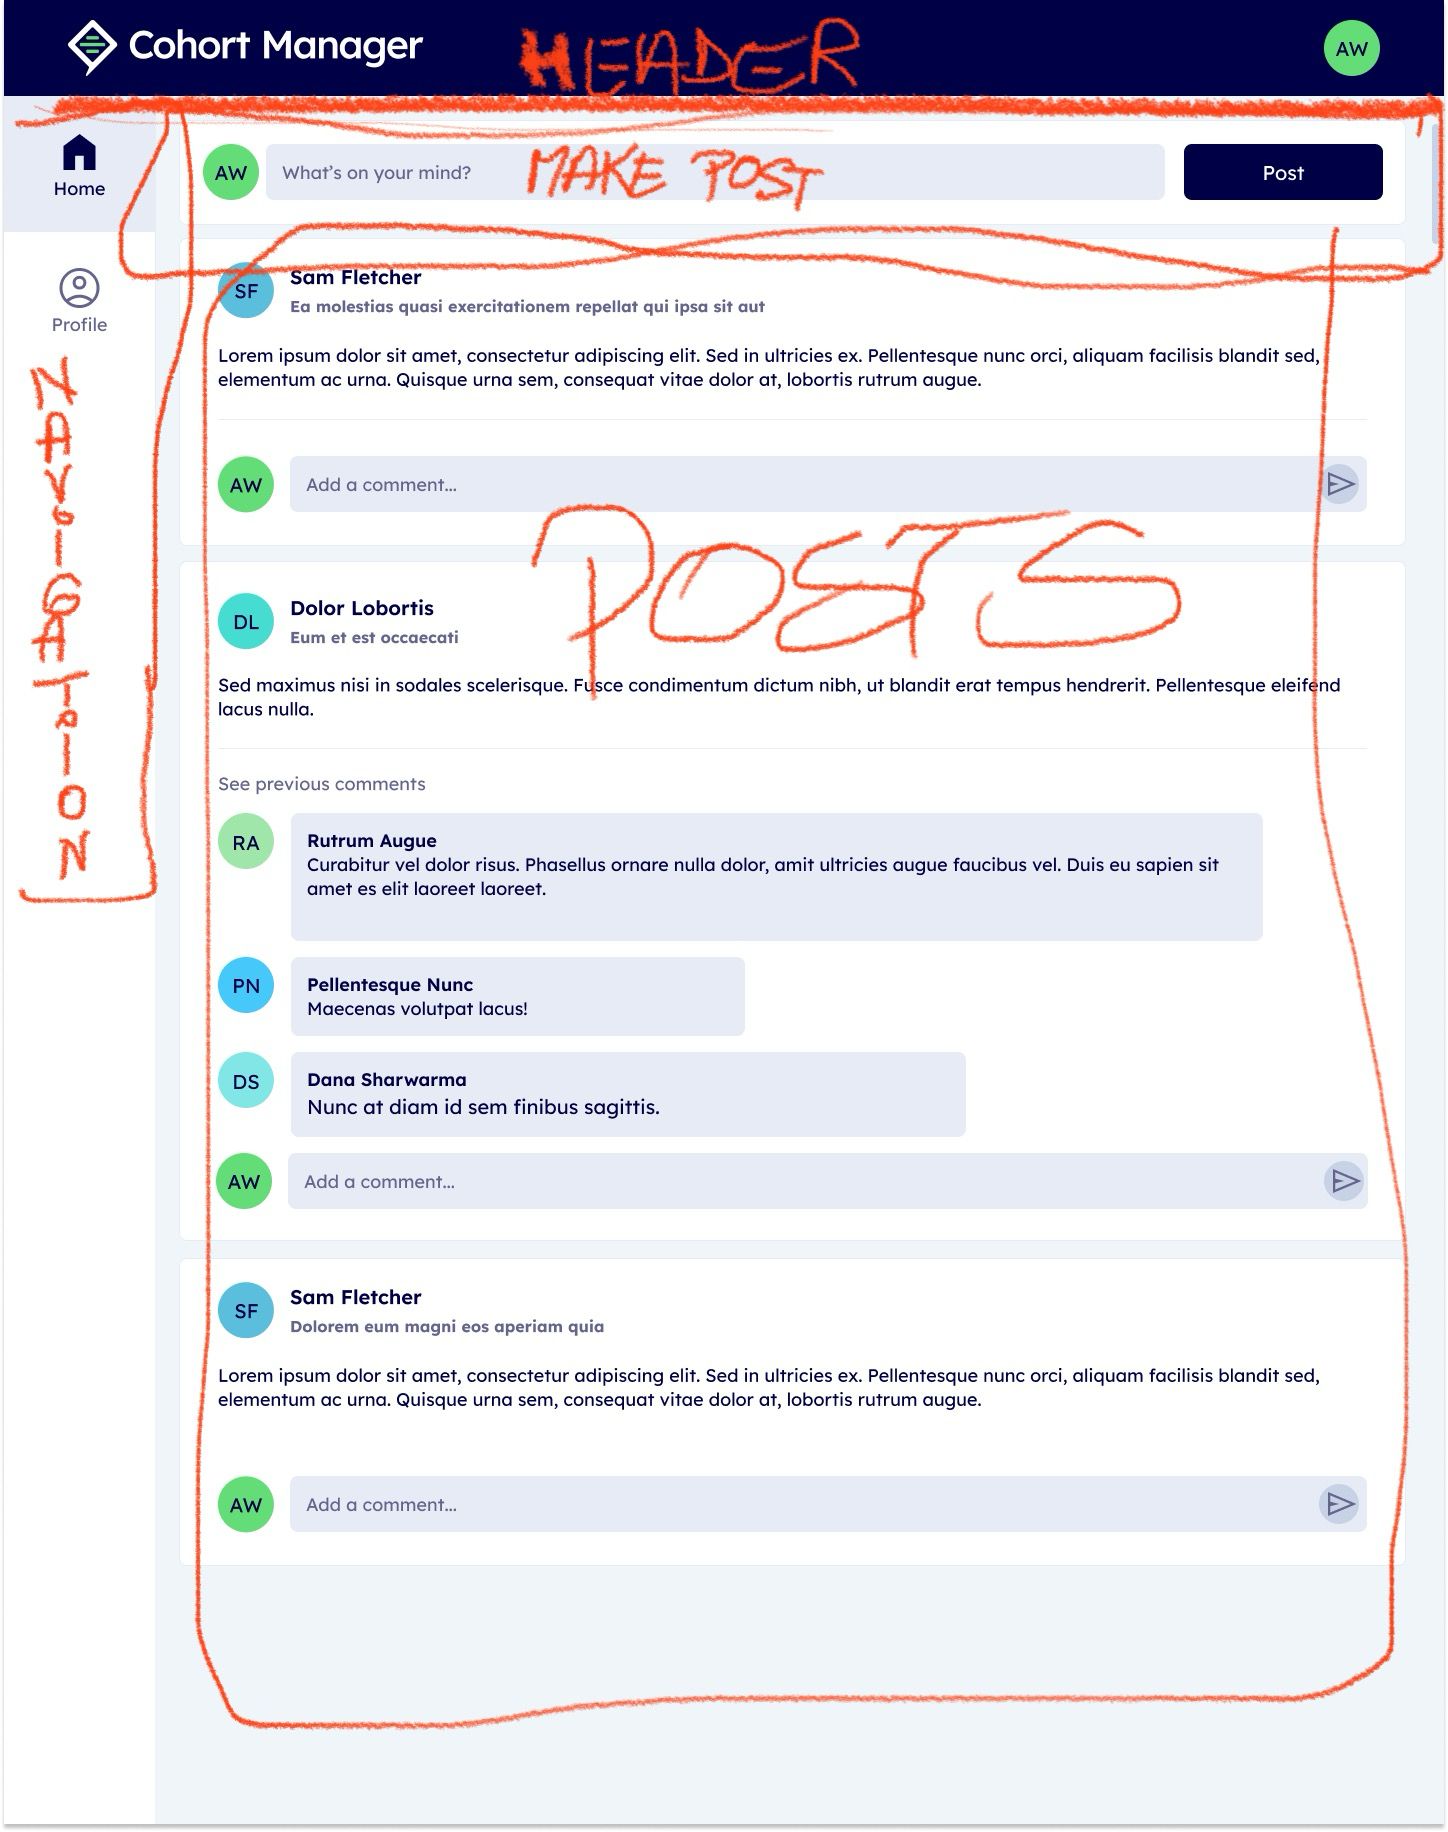 Cohort Manager
HEADER
AW
Home
AW
What's on your mind?
MAKE POST
Post
Profile
NAVIGATION
SF
Sam Fletcher
Ea molestias quasi exercitationem repellat qui ipsa sit aut
Lorem ipsum dolor sit amet, consectetur adipiscing elit. Sed in ultricies ex. Pellentesque nunc orci, aliquam facilisis blandit sed,
elementum ac urna. Quisque urna sem, consequat vitae dolor at, lobortis rutrum augue.
AW
Add a comment...
POSTS
DL
Dolor Lobortis
Eum et est occaecati
Sed maximus nisi in sodales scelerisque. Fusce condimentum dictum nibh, ut blandit erat tempus hendrerit. Pellentesque eleifend
lacus nulla.
See previous comments
RA
Rutrum Augue
Curabitur vel dolor risus. Phasellus ornare nulla dolor, amit ultricies augue faucibus vel. Duis eu sapien sit
amet es elit laoreet laoreet.
PN
Pellentesque Nunc
Maecenas volutpat lacus!
DS
Dana Sharwarma
Nunc at diam id sem finibus sagittis.
AW
Add a comment...
SF
Sam Fletcher
Dolorem eum magni eos aperiam quia
Lorem ipsum dolor sit amet, consectetur adipiscing elit. Sed in ultricies ex. Pellentesque nunc orci, aliquam facilisis blandit sed,
elementum ac urna. Quisque urna sem, consequat vitae dolor at, lobortis rutrum augue.
AW
Add a comment...